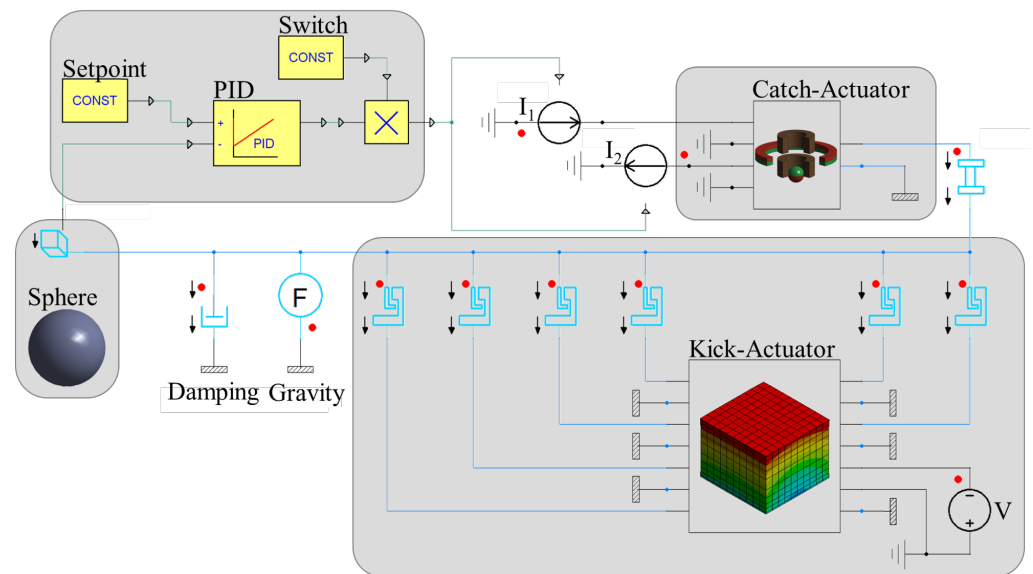 Switch
CONST
Setpoint
CONST
PID
+
-
PID
I₁
I₂
Catch-Actuator
Sphere
F
Damping
Gravity
Kick-Actuator
-
+
V